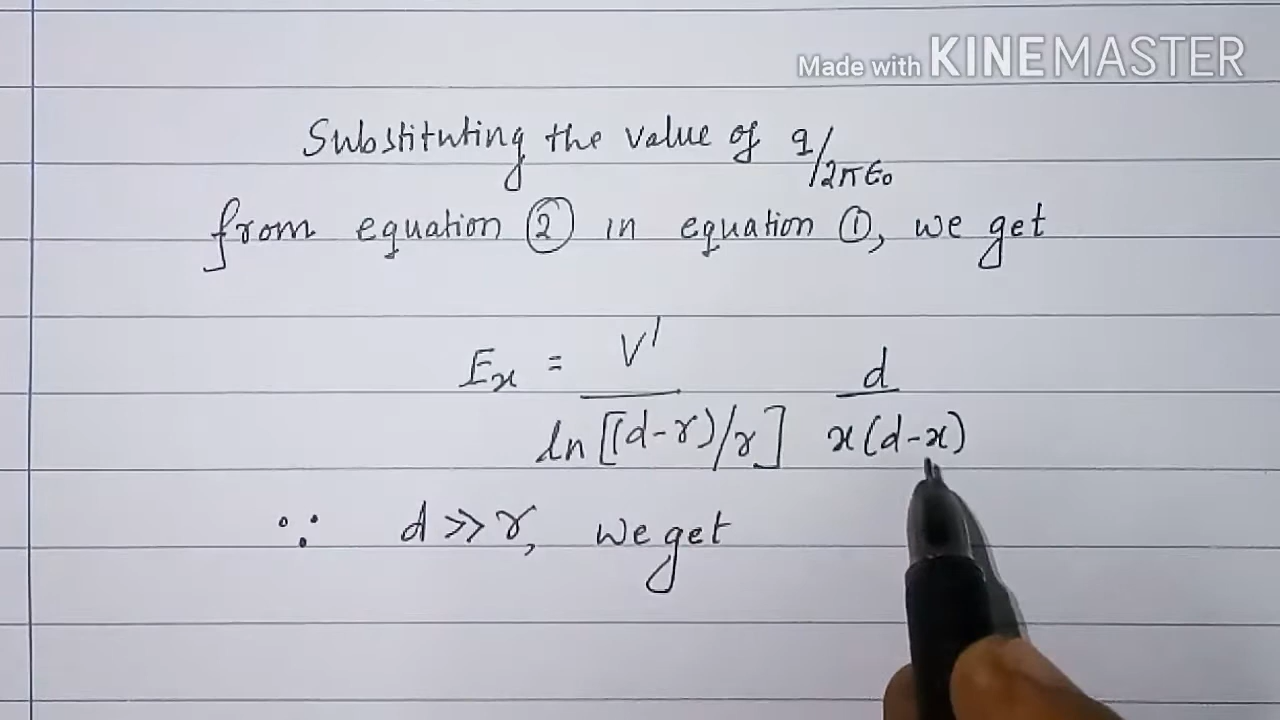 Made with KINEMASTER
Substituting the value of q/2πε₀
from equation ② in equation ①, we get
Eₓ = V' / ln[(d-r)/r] d / x(d-x)
∵ d >> r, we get